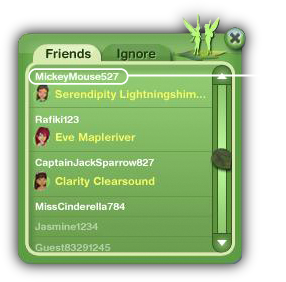 Friends Ignore
MickeyMouse527
Serendipity Lightningshim...
Rafiki123
Eve Mapleriver
CaptainJackSparrow827
Clarity Clearsound
MissCinderella784
Jasmine1234
Guest83291245